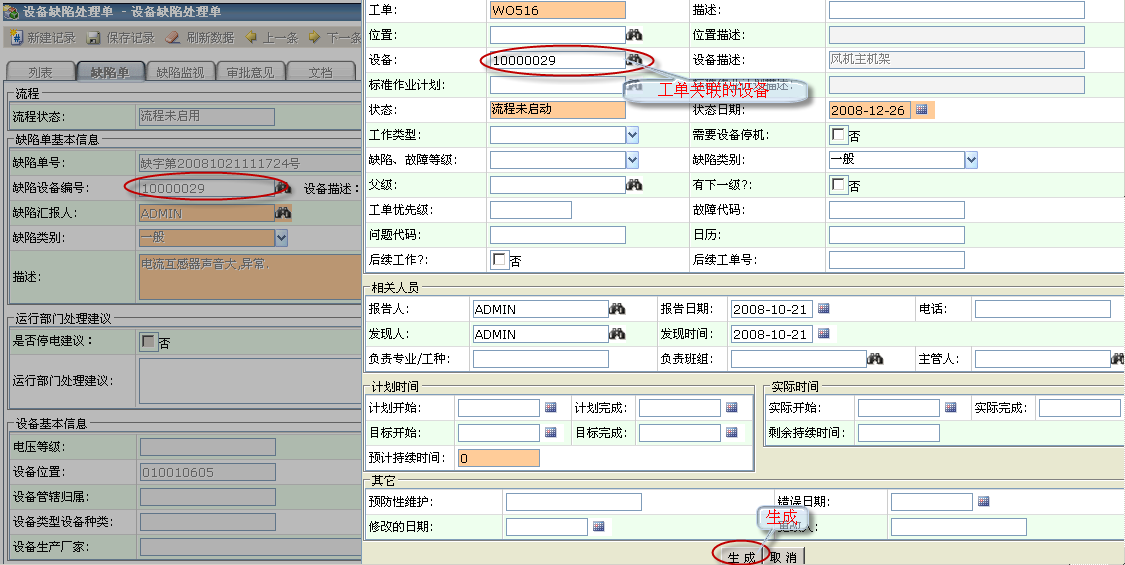 设备缺陷处理单 - 设备缺陷处理单
新建记录 保存记录 刷新数据 上一条 下一条
列表 缺陷单 缺陷监视 审批意见 文档
流程
流程状态: 流程未启用
缺陷单基本信息
缺陷单号: 缺字第20081021111724号
缺陷设备编号: 10000029 设备描述:
缺陷汇报人: ADMIN
缺陷类别: 一般
描述: 电流互感器声音大,异常.
运行部门处理建议
是否停电建议: 否
运行部门处理建议:
设备基本信息
电压等级:
设备位置: 010010605
设备管辖归属:
设备类型设备种类:
设备生产厂家:
工单: WO516 描述:
位置: 位置描述:
设备: 10000029 设备描述: 风机主机架
标准作业计划: 标准作业计划描述:
工单关联的设备
状态: 流程未启动 状态日期: 2008-12-26
工作类型: 需要设备停机: 否
缺陷、故障等级: 缺陷类别: 一般
父级: 有下一级?: 否
工单优先级: 故障代码:
问题代码: 日历:
后续工作?: 否 后续工单号:
相关人员
报告人: ADMIN 报告日期: 2008-10-21 电话:
发现人: ADMIN 发现时间: 2008-10-21
负责专业/工种: 负责班组: 主管人:
计划时间
计划开始: 计划完成:
目标开始: 目标完成:
预计持续时间: 0
实际时间
实际开始: 实际完成:
剩余持续时间:
其它
预防性维护: 错误日期:
修改的日期:
生成
生成 取消